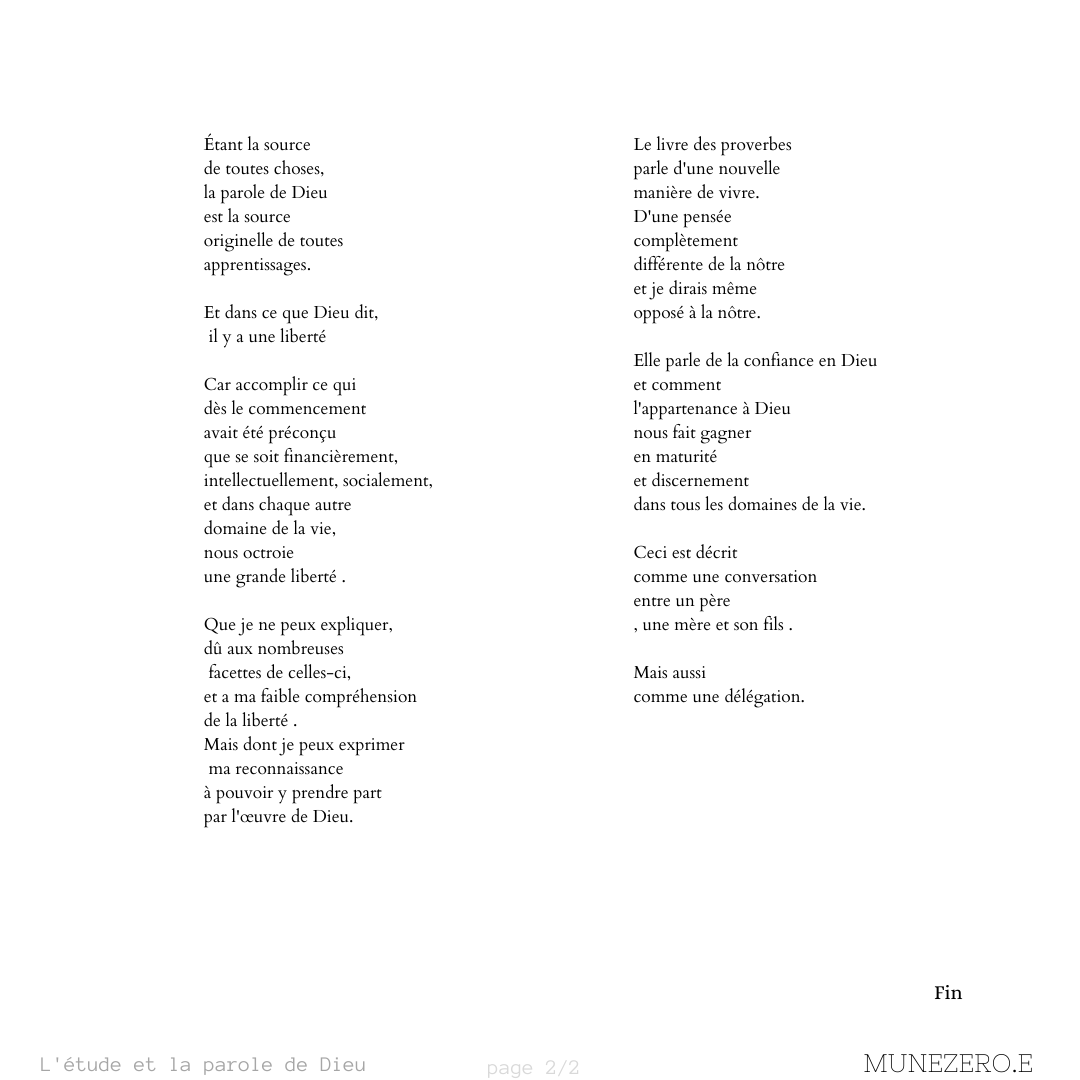 Étant la source
de toutes choses,
la parole de Dieu
est la source
originelle de toutes
apprentissages.
Et dans ce que Dieu dit,
il y a une liberté
Car accomplir ce qui
dès le commencement
avait été préconçu
que se soit financièrement,
intellectuellement, socialement,
et dans chaque autre
domaine de la vie,
nous octroie
une grande liberté .
Que je ne peux expliquer,
dû aux nombreuses
facettes de celles-ci,
et a ma faible compréhension
de la liberté .
Mais dont je peux exprimer
ma reconnaissance
à pouvoir y prendre part
par l'œuvre de Dieu.
Le livre des proverbes
parle d'une nouvelle
manière de vivre.
D'une pensée
complètement
différente de la nôtre
et je dirais même
opposé à la nôtre.
Elle parle de la confiance en Dieu
et comment
l'appartenance à Dieu
nous fait gagner
en maturité
et discernement
dans tous les domaines de la vie.
Ceci est décrit
comme une conversation
entre un père
, une mère et son fils .
Mais aussi
comme une délégation.
Fin
L'étude et la parole de Dieu
page 2/2
MUNEZERO.E